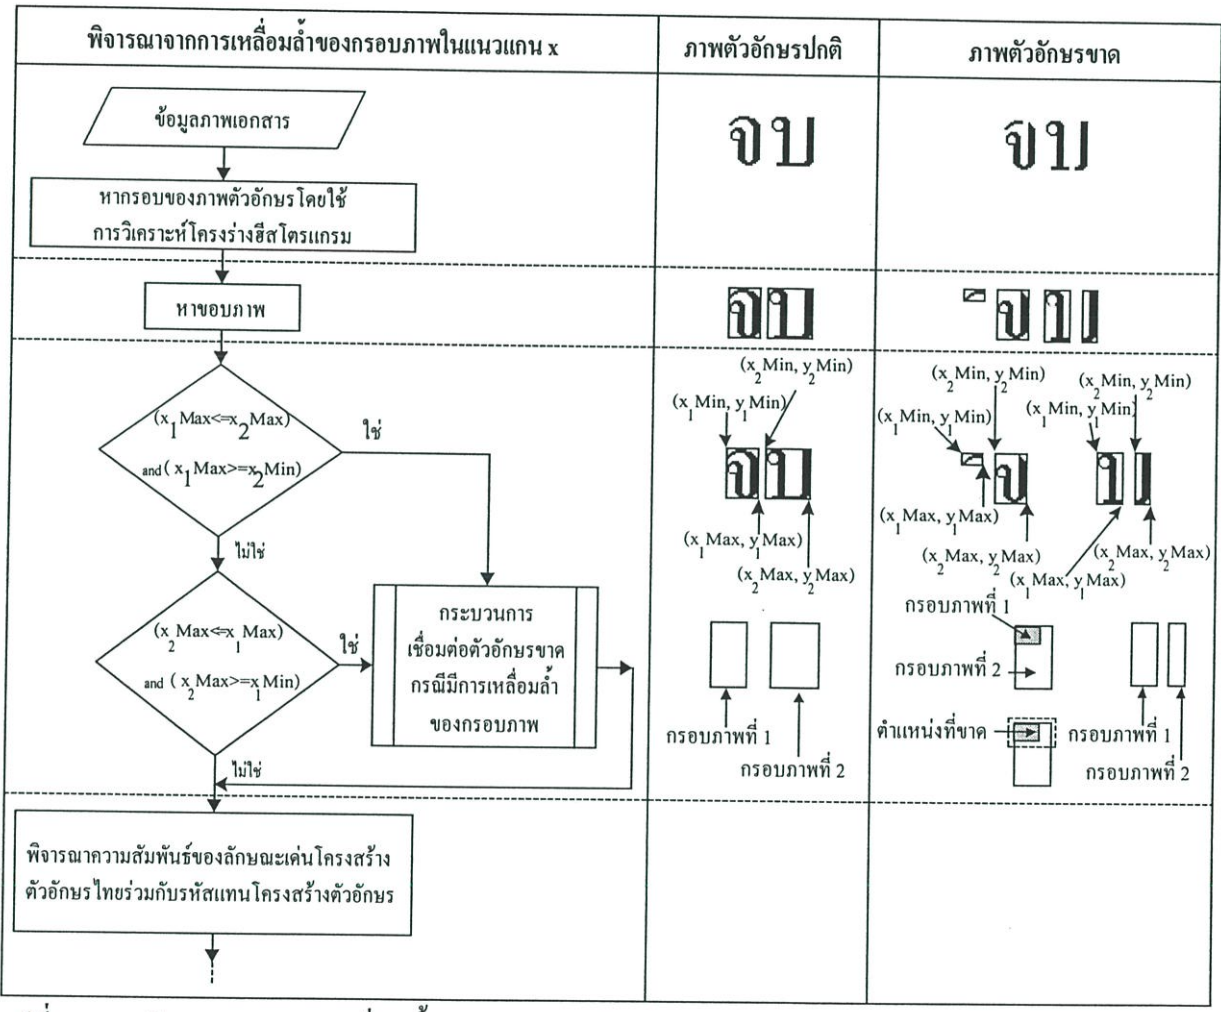 พิจารณาจากการเหลื่อมล้ำของกรอบภาพในแนวแกน x
ภาพตัวอักษรปกติ
ภาพตัวอักษรขาด
ข้อมูลภาพเอกสาร
จบ
จบ
หากรอบของภาพตัวอักษรโดยใช้
การวิเคราะห์โครงร่างฮีสโตรแกรม
หาขอบภาพ
จบ
จบ
(x₁Max<=x₂Max)
and(x₁Max>=x₂Min)
ใช่
ไม่ใช่
(x₂Max<=x₁Max)
and (x₂Max>=x₁Min)
ใช่
ไม่ใช่
กระบวนการ
เชื่อมต่อตัวอักษรขาด
กรณีมีการเหลื่อมล้ำ
ของกรอบภาพ
(x₂Min, y₂Min)
(x₁Min, y₁Min)
จบ
(x₁Max, y₁Max)
(x₂Max, y₂Max)
กรอบภาพที่ 1
กรอบภาพที่ 2
(x₂Min, y₂Min)
(x₂Min, y₂Min)
(x₁Min, y₁Min)
(x₁Min, y₁Min)
จบ
(x₁Max, y₁Max)
(x₂Max, y₂Max)
(x₂Max, y₂Max)
(x₁Max, y₁Max)
กรอบภาพที่ 1
กรอบภาพที่ 2
ตำแหน่งที่ขาด
กรอบภาพที่ 1
กรอบภาพที่ 2
พิจารณาความสัมพันธ์ของลักษณะเด่นโครงสร้าง
ตัวอักษรไทยร่วมกับรหัสแทนโครงสร้างตัวอักษร